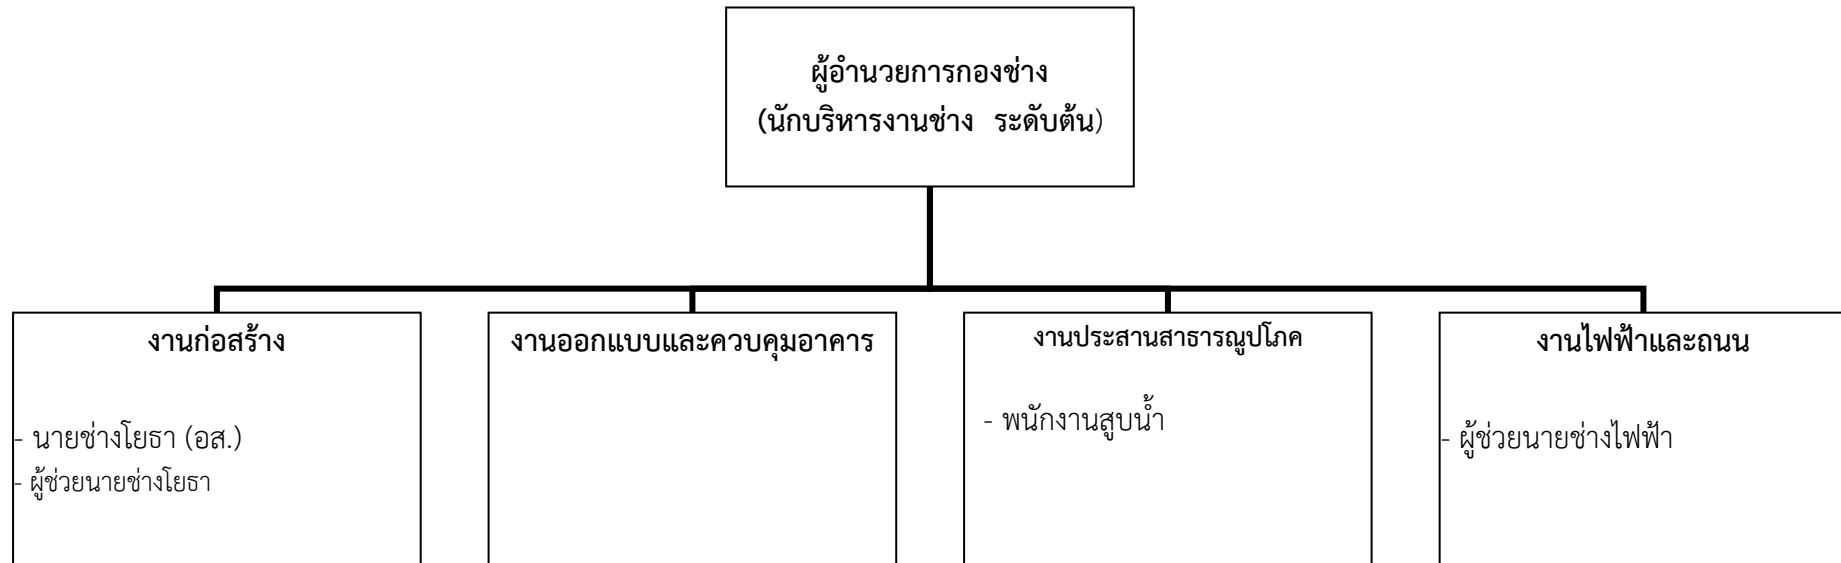 ผู้อำนวยการกองช่าง
(นักบริหารงานช่าง ระดับต้น)
งานก่อสร้าง
- นายช่างโยธา (อส.)
- ผู้ช่วยนายช่างโยธา
งานออกแบบและควบคุมอาคาร
งานประสานสาธารณูปโภค
- พนักงานสูบน้ำ
งานไฟฟ้าและถนน
- ผู้ช่วยนายช่างไฟฟ้า